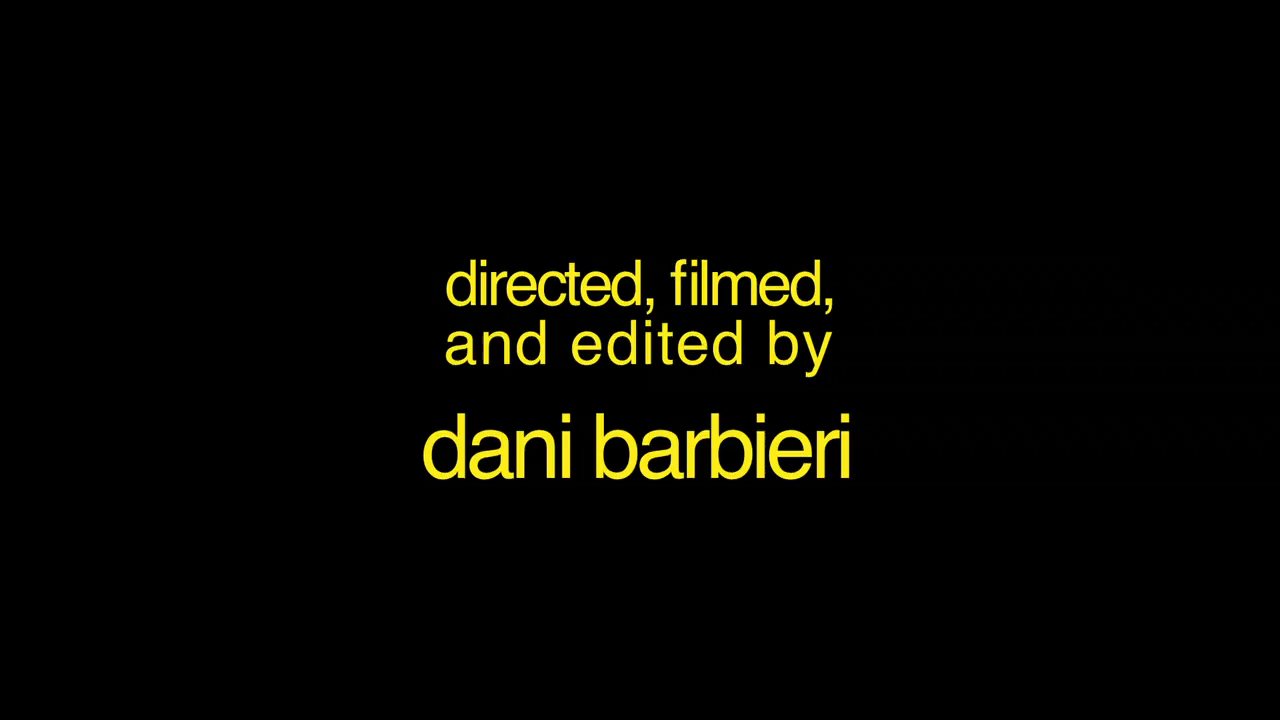 directed, filmed,
and edited by
dani barbieri